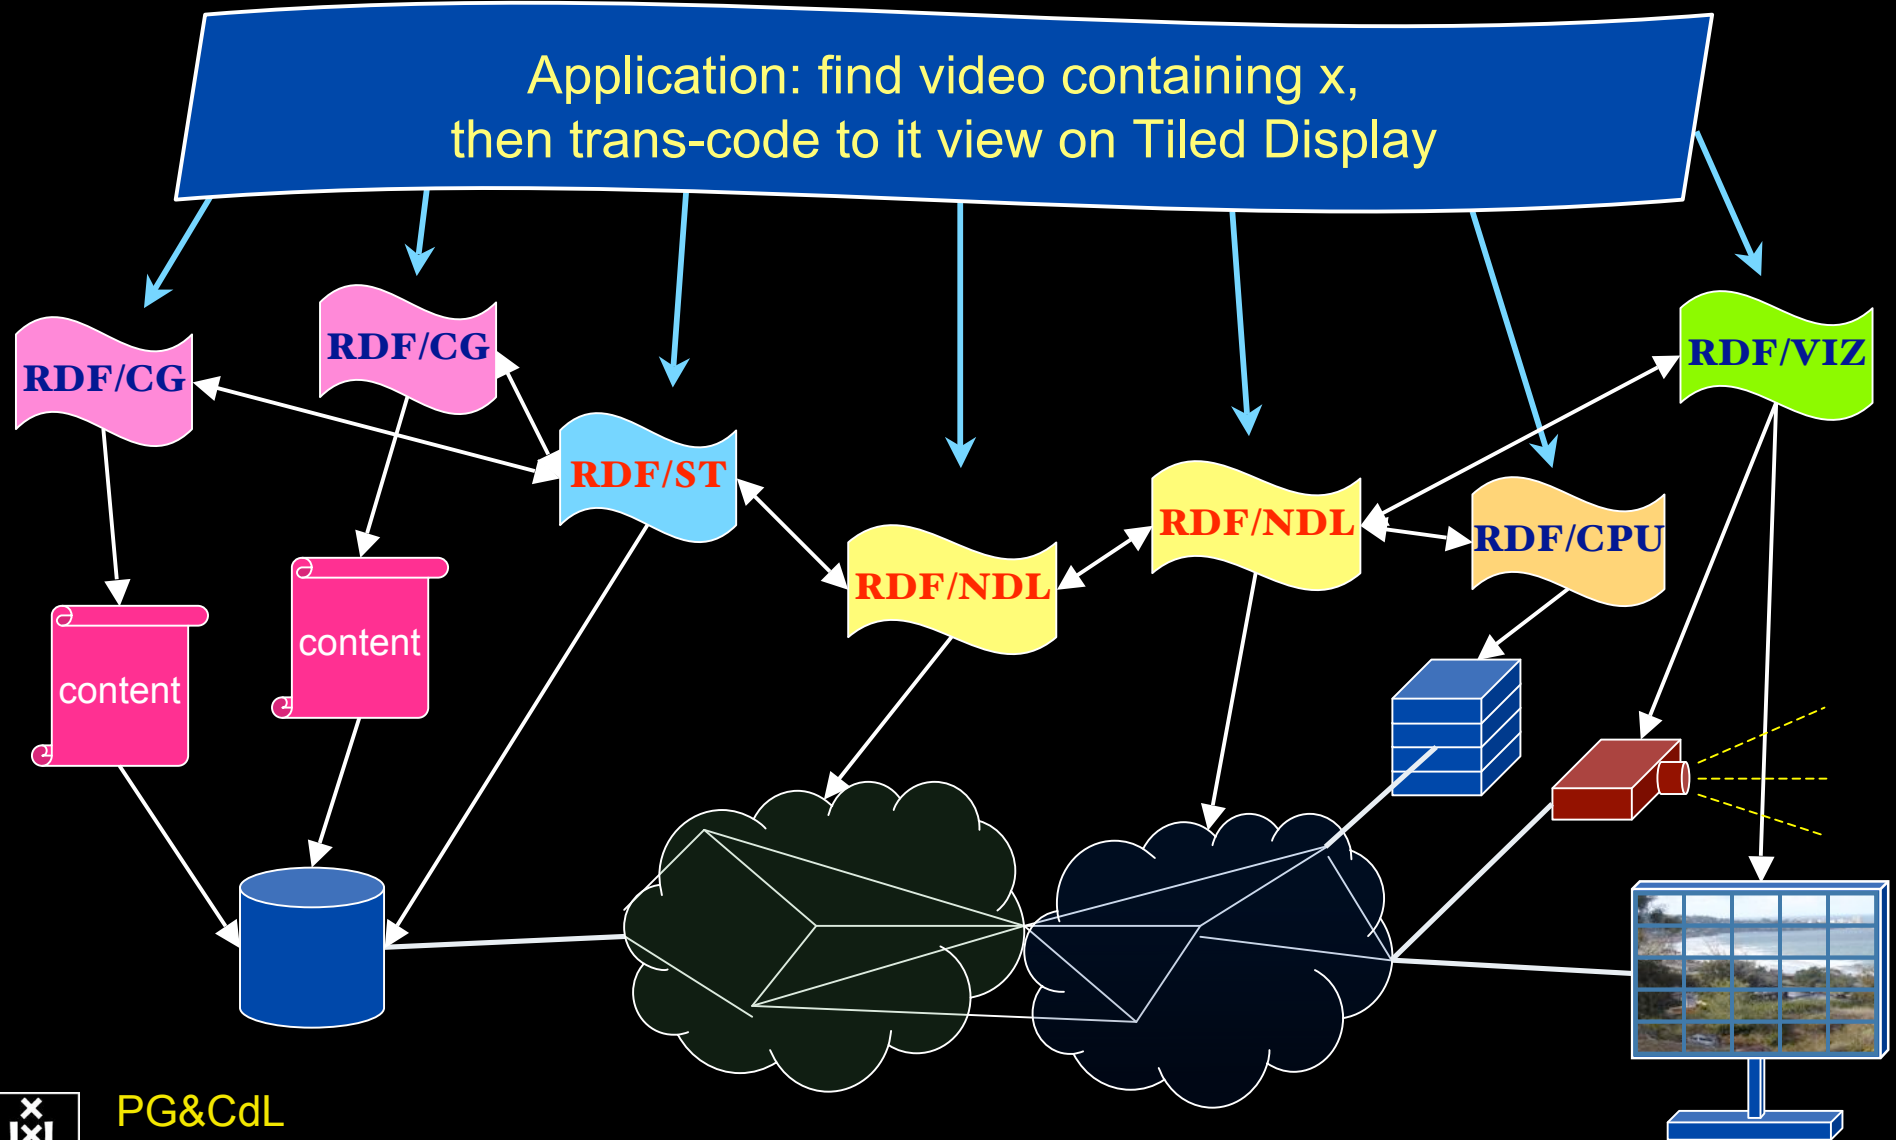 Application: find video containing x,
then trans-code to it view on Tiled Display
RDF/CG
RDF/CG
RDF/VIZ
RDF/ST
RDF/NDL
RDF/CPU
RDF/NDL
content
content
PG&CdL